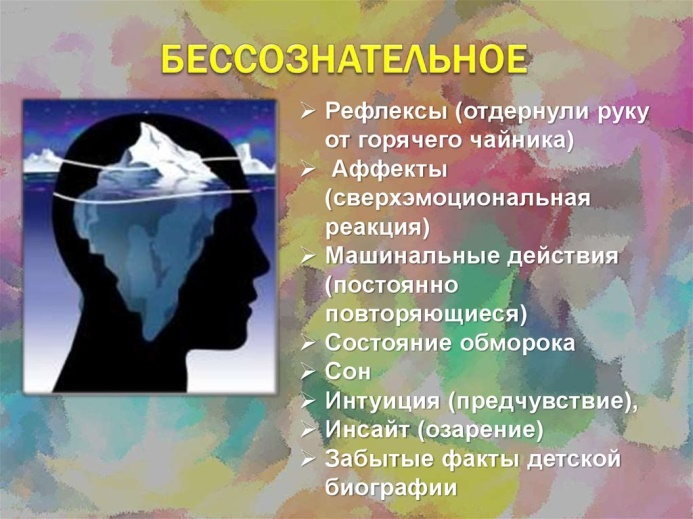 БЕССОЗНАТЕЛЬНОЕ
Рефлексы (отдернули руку
от горячего чайника)
Аффекты
(сверхэмоциональная
реакция)
Машинальные действия
(постоянно
повторяющиеся)
Состояние обморока
Сон
Интуиция (предчувствие),
Инсайт (озарение)
Забытые факты детской
биографии